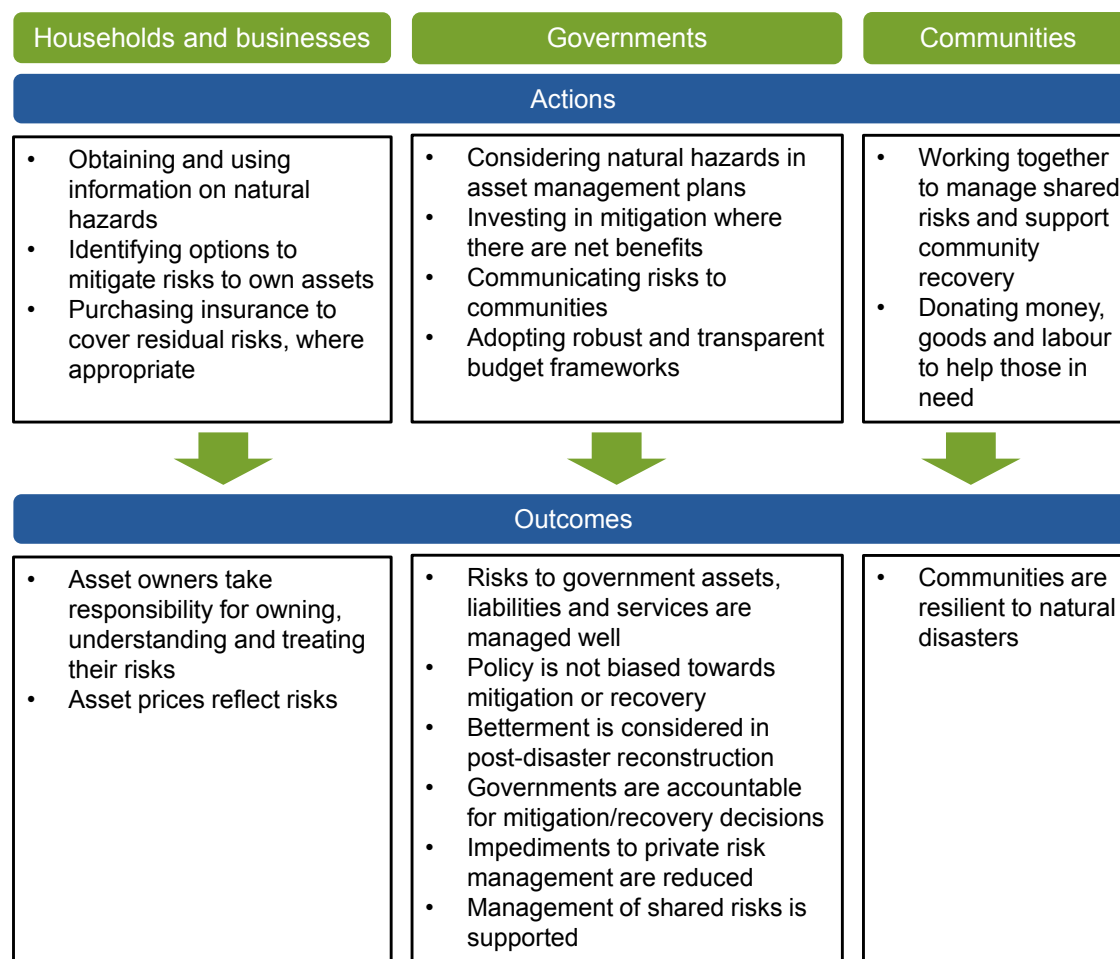 Households and businesses
Governments
Communities
Actions
• Obtaining and using
information on natural
hazards
• Identifying options to
mitigate risks to own assets
• Purchasing insurance to
cover residual risks, where
appropriate
• Considering natural hazards in
asset management plans
• Investing in mitigation where
there are net benefits
• Communicating risks to
communities
• Adopting robust and transparent
budget frameworks
• Working together
to manage shared
risks and support
community
recovery
• Donating money,
goods and labour
to help those in
need
Outcomes
• Asset owners take
responsibility for owning,
understanding and treating
their risks
• Asset prices reflect risks
• Risks to government assets,
liabilities and services are
managed well
• Policy is not biased towards
mitigation or recovery
• Betterment is considered in
post-disaster reconstruction
• Governments are accountable
for mitigation/recovery decisions
• Impediments to private risk
management are reduced
• Management of shared risks is
supported
• Communities are
resilient to natural
disasters